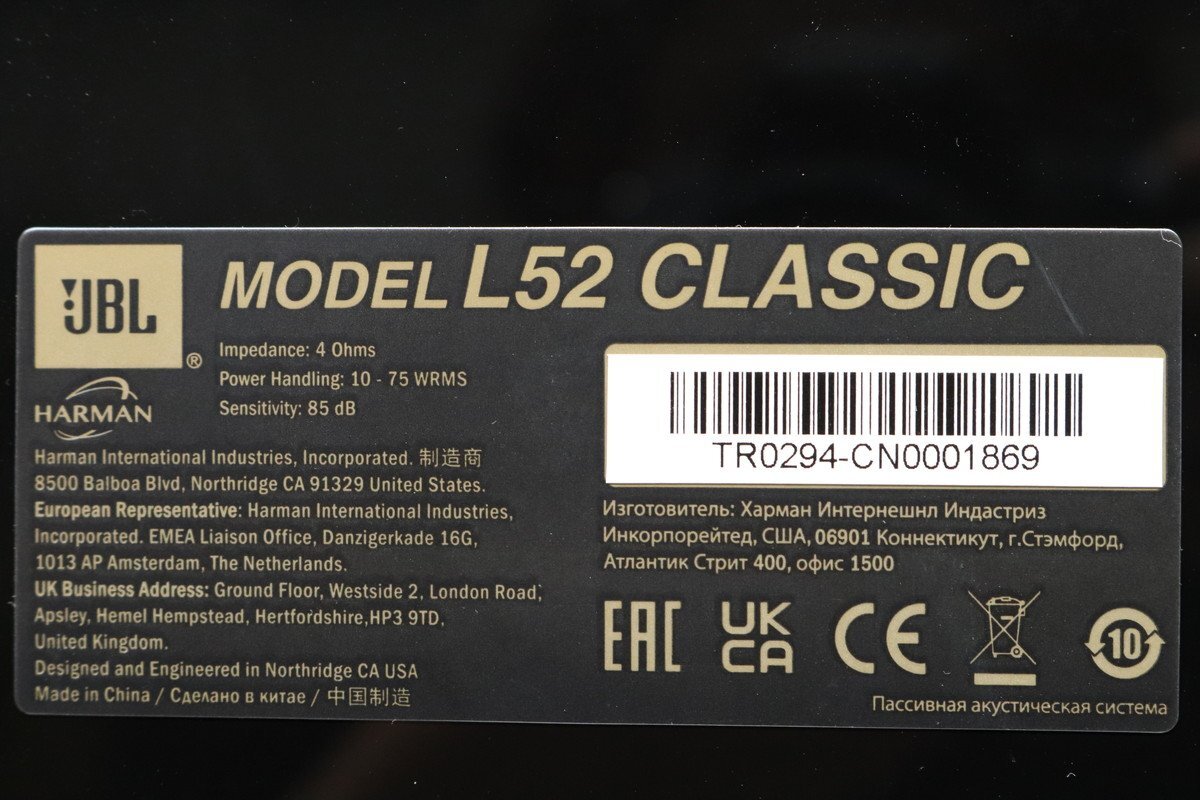 JBL
®
HARMAN
MODEL L52 CLASSIC
Impedance: 4 Ohms
Power Handling: 10 - 75 WRMS
Sensitivity: 85 dB
Harman International Industries, Incorporated. 制造商
8500 Balboa Blvd, Northridge CA 91329 United States.
European Representative: Harman International Industries,
Incorporated. EMEA Liaison Office, Danzigerkade 16G,
1013 AP Amsterdam, The Netherlands.
UK Business Address: Ground Floor, Westside 2, London Road,
Apsley, Hemel Hempstead, Hertfordshire,HP3 9TD,
United Kingdom.
Designed and Engineered in Northridge CA USA
Made in China / Сделано в китае / 中国制造
TR0294-CN0001869
Изготовитель: Харман Интернешнл Индастриз
Инкорпорейтед, США, 06901 Коннектикут, г.Стэмфорд,
Атлантик Стрит 400, офис 1500
EAC
UK
CA
CE
10
Пассивная акустическая система